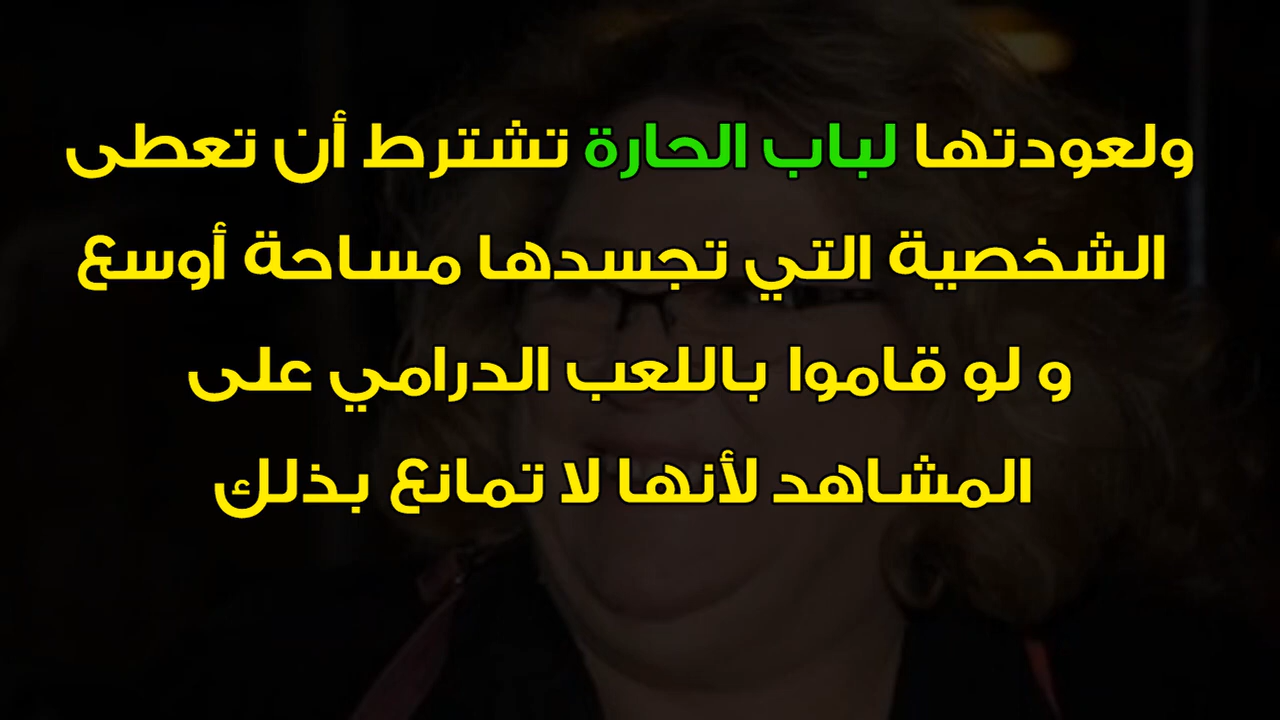 ولعودتها لباب الحارة تشترط أن تعطى
الشخصية التي تجسدها مساحة أوسع
و لو قاموا باللعب الدرامي على
المشاهد لأنها لا تمانع بذلك